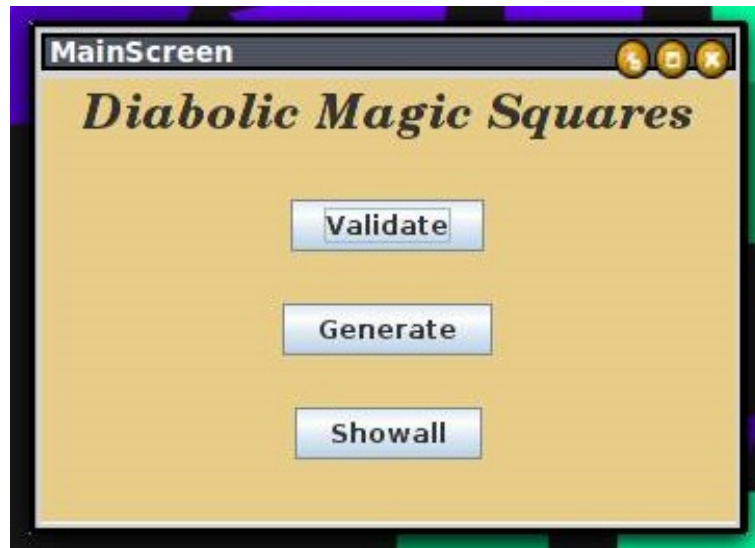 MainScreen
Diabolic Magic Squares
Validate
Generate
Showall